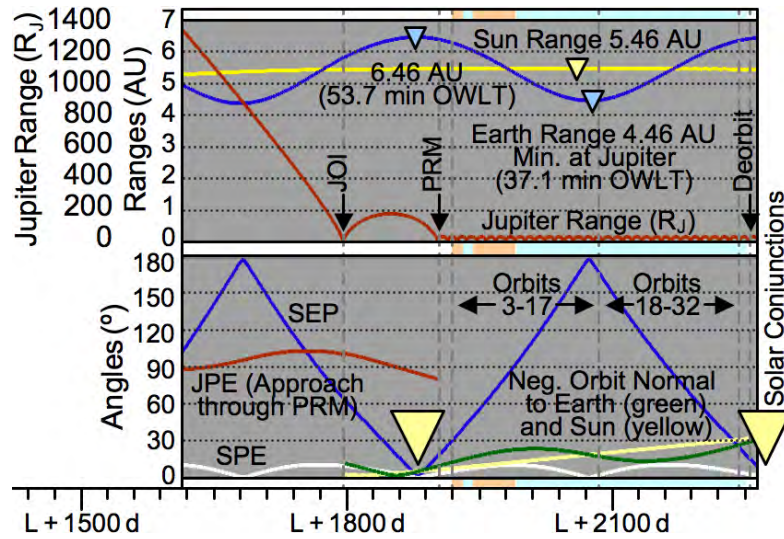 Jupiter Range (RJ)
Ranges (AU)
1400
1200
1000
800
600
400
200
0
7
6
5
4
3
2
1
0
Sun Range 5.46 AU
6.46 AU
(53.7 min OWLT)
Earth Range 4.46 AU
Min. at Jupiter
(37.1 min OWLT)
JOI
PRM
Deorbit
Jupiter Range (RJ)
Angles (º)
180
150
120
90
60
30
0
SEP
Orbits
3-17
Orbits
18-32
JPE (Approach
through PRM)
Neg. Orbit Normal
to Earth (green)
and Sun (yellow)
SPE
Solar Conjunctions
L + 1500 d
L + 1800 d
L + 2100 d